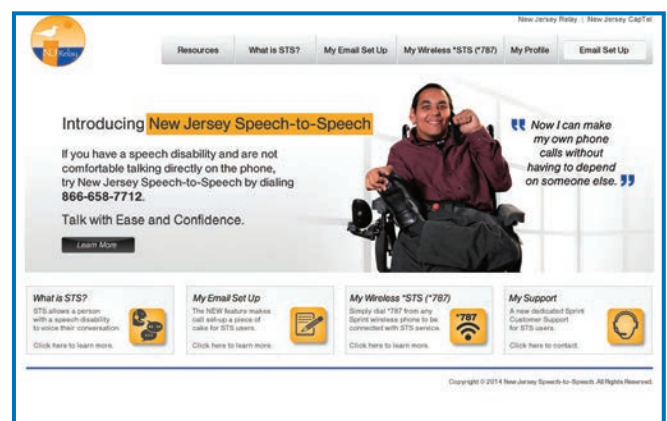 New Jersey Relay | New Jersey CapTel
NJ Relay
Resources What is STS? My Email Set Up My Wireless *STS (*787) My Profile Email Set Up
Introducing New Jersey Speech-to-Speech
If you have a speech disability and are not
comfortable talking directly on the phone,
try New Jersey Speech-to-Speech by dialing
866-658-7712.
Talk with Ease and Confidence.
Learn More
“ Now I can make
my own phone
calls without
having to depend
on someone else. ”
What is STS?
STS allows a person
with a speech disability
to voice their conversation.
Click here to learn more.
My Email Set Up
The NEW feature makes
call set-up a piece of
cake for STS users.
Click here to learn more.
My Wireless *STS (*787)
Simply dial *787 from any
Sprint wireless phone to be
connected with STS service.
Click here to learn more.
*787
My Support
A new dedicated Sprint
Customer Support
for STS users.
Click here to contact.
Copyright © 2014 New Jersey Speech-to-Speech. All Rights Reserved.